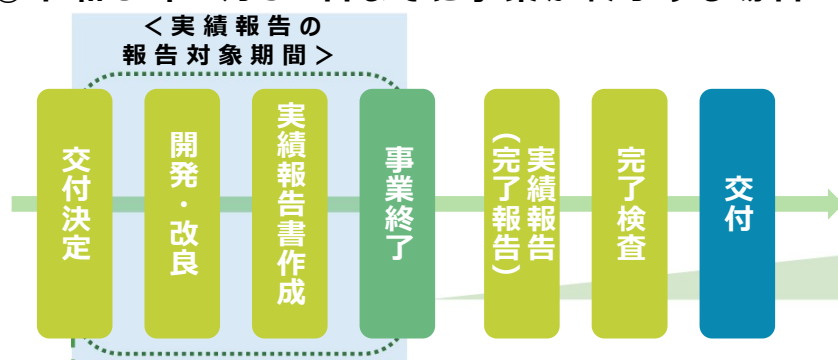 <実績報告の
報告対象期間>
交付決定
開発・改良
実績報告書作成
事業終了
実績報告
(完了報告)
完了検査
交付